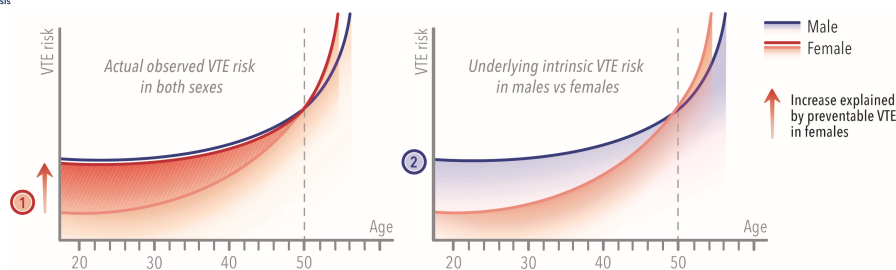 sis
VTE risk
Actual observed VTE risk
in both sexes
1
Age
20
30
40
50
VTE risk
Underlying intrinsic VTE risk
in males vs females
2
Age
20
30
40
50
Male
Female
Increase explained
by preventable VTE
in females